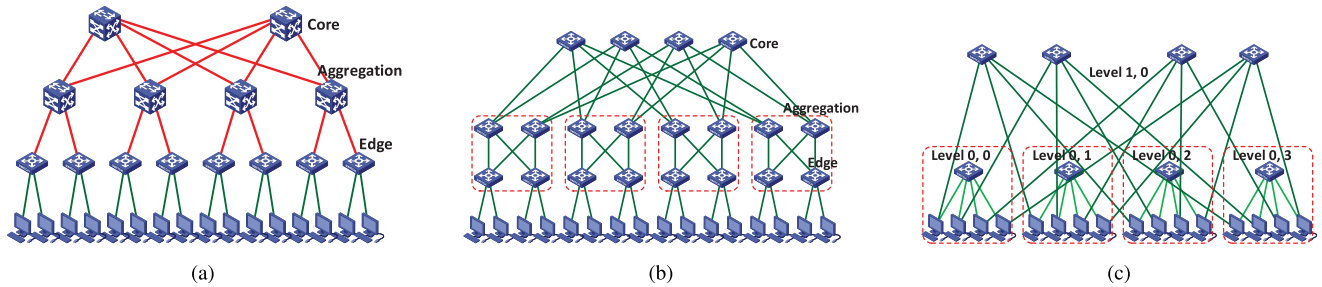 Core
Aggregation
Edge
(a)
Core
Aggregation
Edge
(b)
Level 1, 0
Level 0, 0
Level 0, 1
Level 0, 2
Level 0, 3
(c)